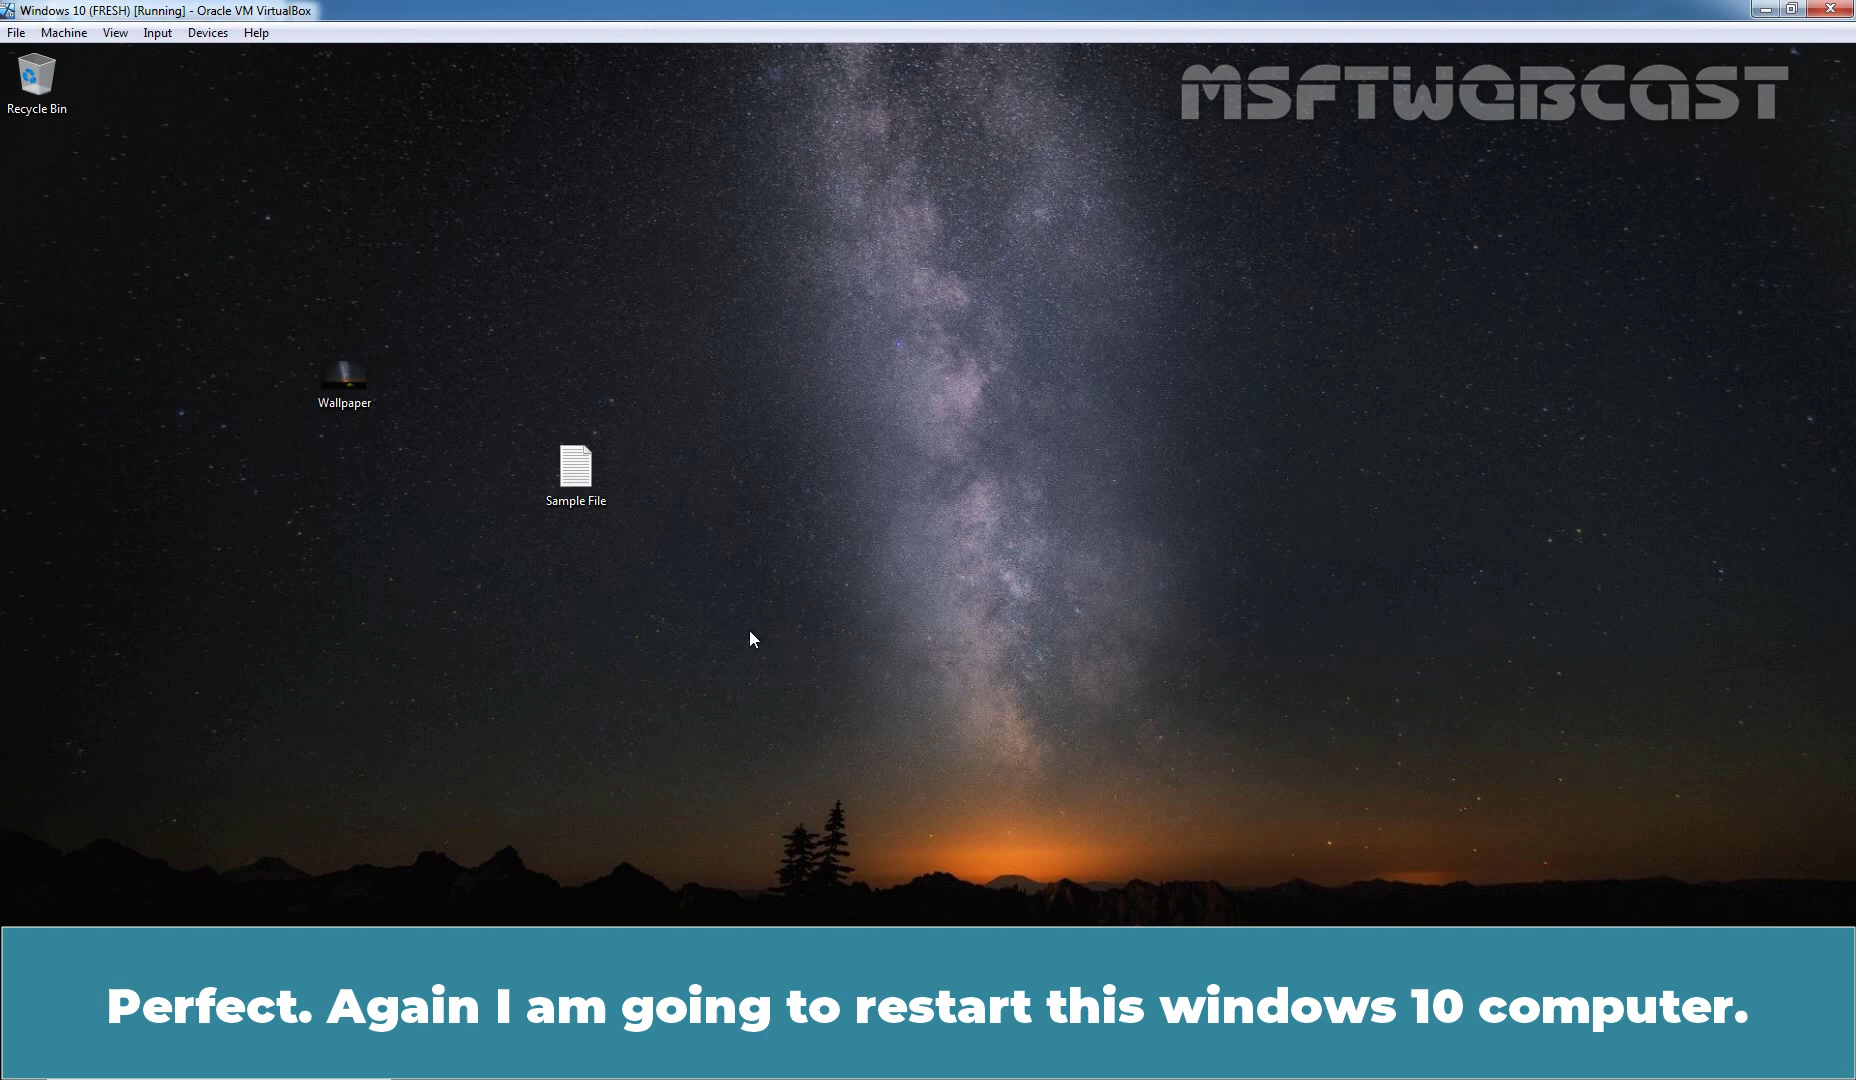 Windows 10 (FRESH) [Running] - Oracle VM VirtualBox
File Machine View Input Devices Help
Recycle Bin
MSFTWEBCAST
Wallpaper
Sample File
Perfect. Again I am going to restart this windows 10 computer.